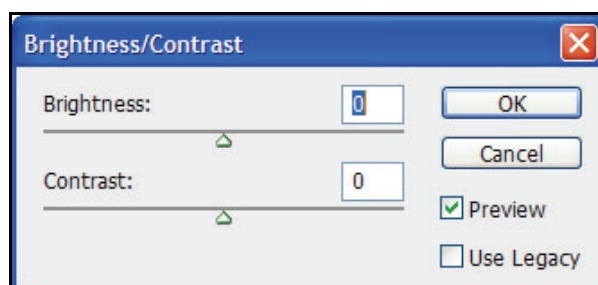 Brightness/Contrast
Brightness: 0
OK
Cancel
Contrast: 0
Preview
Use Legacy